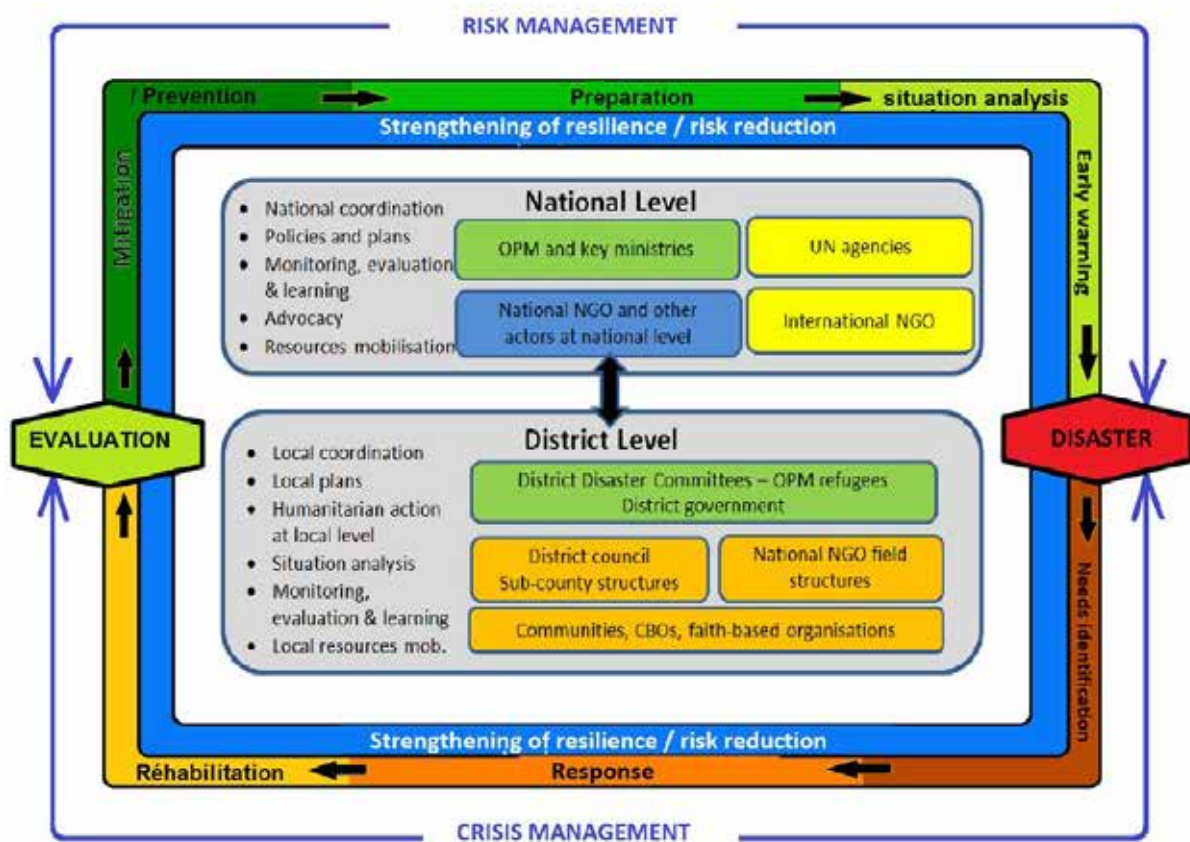 RISK MANAGEMENT
/ Prevention
Preparation
situation analysis
Strengthening of resilience / risk reduction
Mitigation
Early warning
National Level
• National coordination
• Policies and plans
• Monitoring, evaluation
& learning
• Advocacy
• Resources mobilisation
OPM and key ministries
UN agencies
National NGO and other
actors at national level
International NGO
EVALUATION
DISASTER
District Level
• Local coordination
• Local plans
• Humanitarian action
at local level
• Situation analysis
• Monitoring,
evaluation & learning
• Local resources mob.
District Disaster Committees – OPM refugees
District government
District council
Sub-county structures
National NGO field
structures
Communities, CBOs, faith-based organisations
Needs identification
Strengthening of resilience / risk reduction
Réhabilitation
Response
CRISIS MANAGEMENT